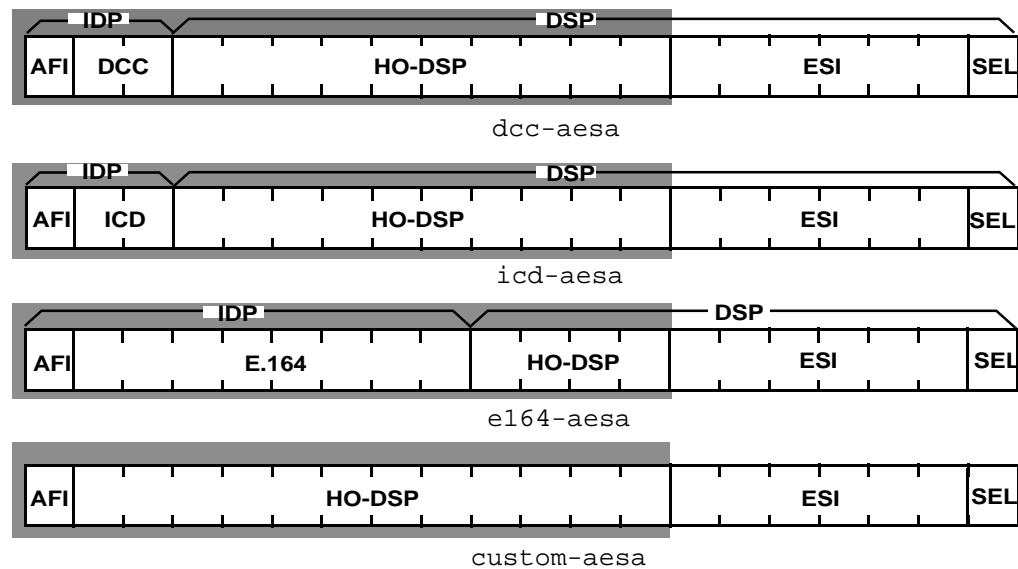 IDP DSP
AFI DCC HO-DSP ESI SEL
dcc-aesa
IDP DSP
AFI ICD HO-DSP ESI SEL
icd-aesa
IDP DSP
AFI E.164 HO-DSP ESI SEL
e164-aesa
AFI HO-DSP ESI SEL
custom-aesa